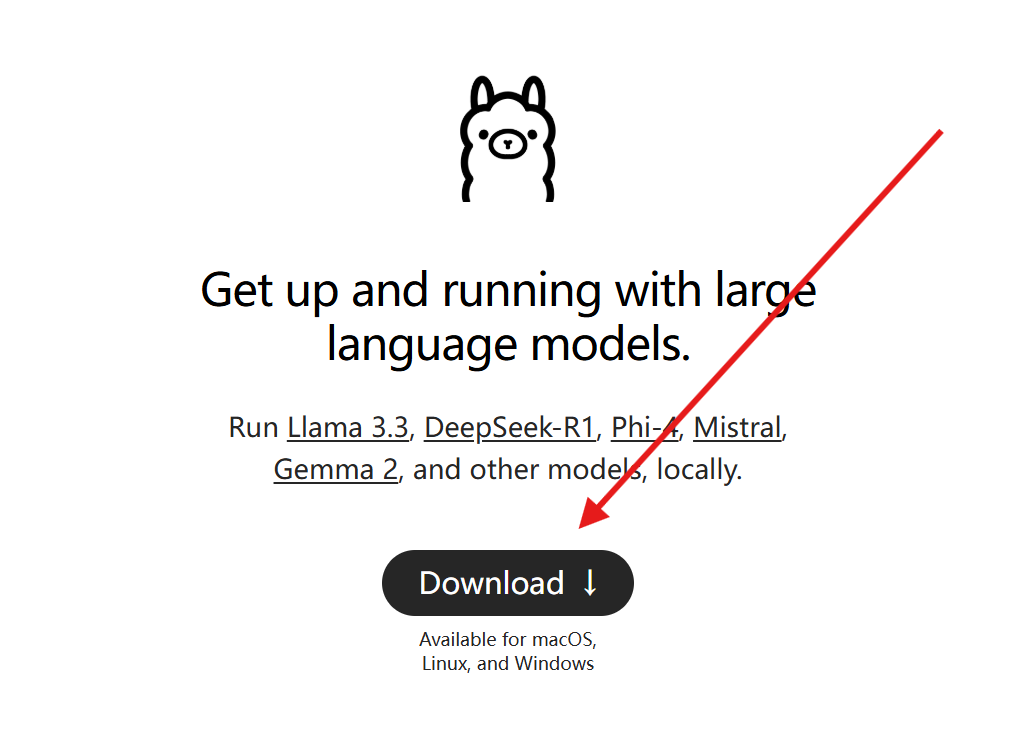 Get up and running with large
language models.
Run Llama 3.3, DeepSeek-R1, Phi-4, Mistral,
Gemma 2, and other models, locally.
Download ↓
Available for macOS,
Linux, and Windows